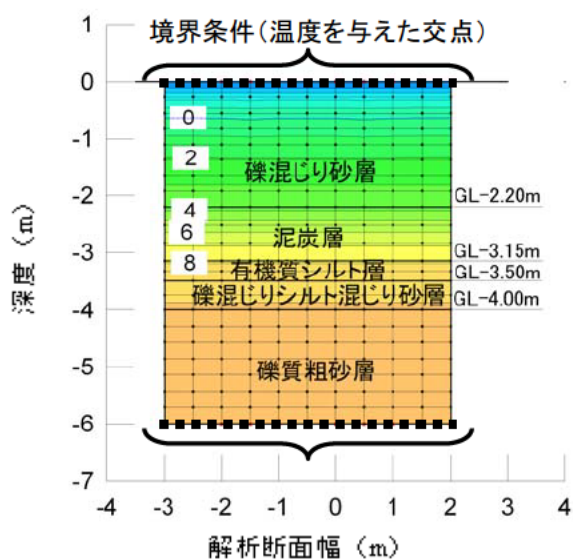 境界条件(温度を与えた交点)
1
0
-1
-2
-3
-4
-5
-6
-7
深度 (m)
0
2
4
6
8
礫混じり砂層
GL-2.20m
泥炭層
GL-3.15m
有機質シルト層
GL-3.50m
礫混じりシルト混じり砂層
GL-4.00m
礫質粗砂層
-4 -3 -2 -1 0 1 2 3 4
解析断面幅 (m)